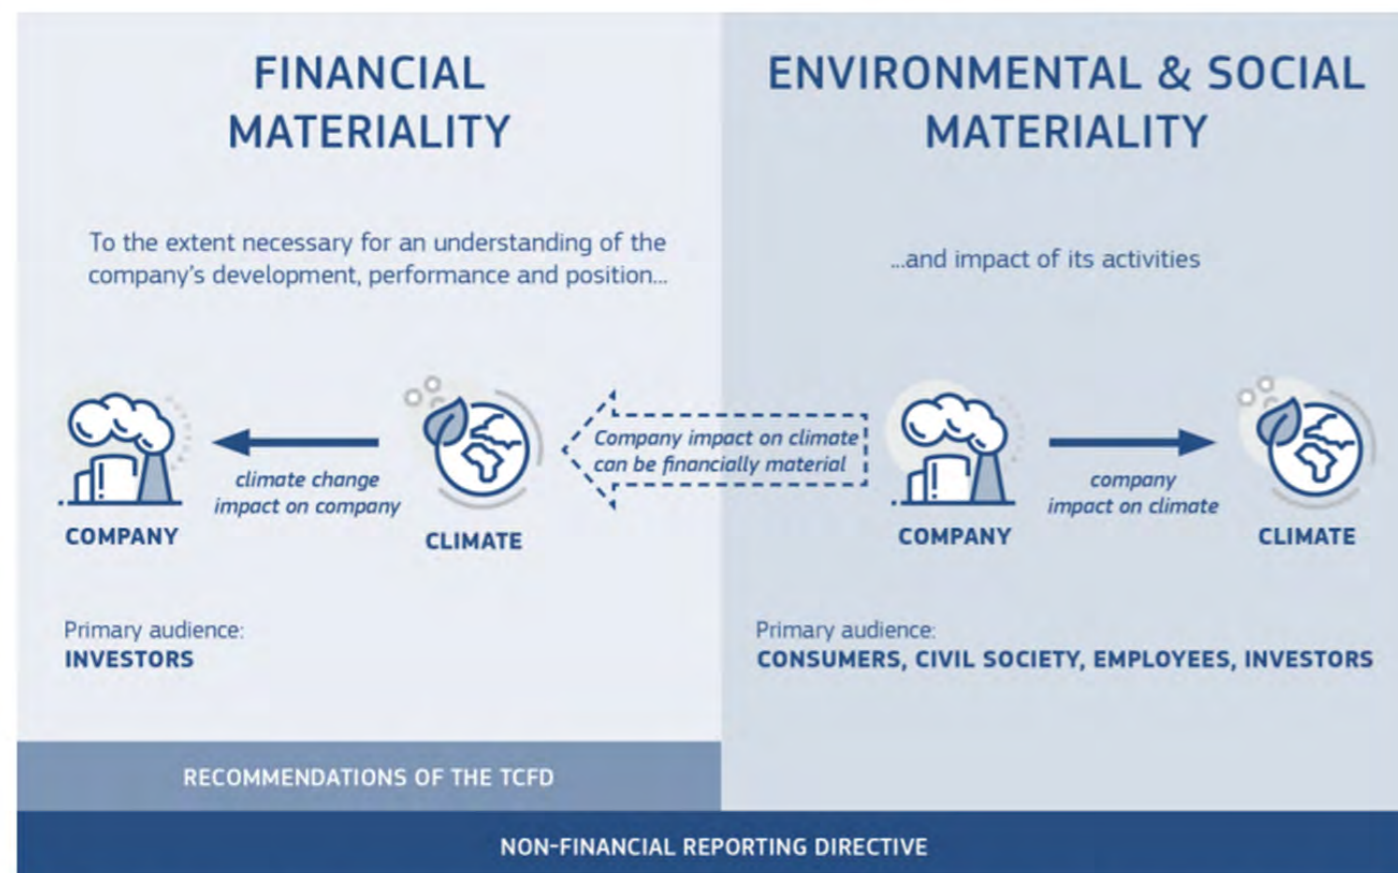 FINANCIAL
MATERIALITY
To the extent necessary for an understanding of the
company's development, performance and position...
climate change
impact on company
COMPANY
CLIMATE
Company impact on climate
can be financially material
Primary audience:
INVESTORS
RECOMMENDATIONS OF THE TCFD
ENVIRONMENTAL & SOCIAL
MATERIALITY
...and impact of its activities
company
impact on climate
COMPANY
CLIMATE
Primary audience:
CONSUMERS, CIVIL SOCIETY, EMPLOYEES, INVESTORS
NON-FINANCIAL REPORTING DIRECTIVE